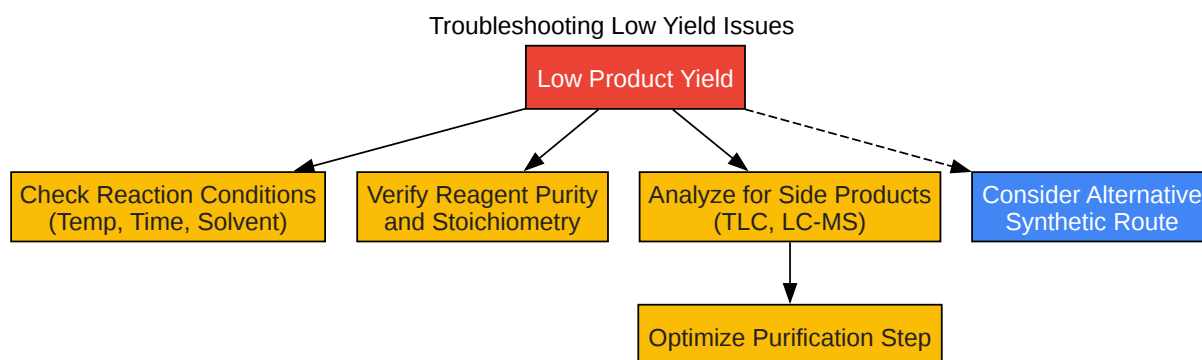 Troubleshooting Low Yield Issues
Low Product Yield
Check Reaction Conditions
(Temp, Time, Solvent)
Verify Reagent Purity
and Stoichiometry
Analyze for Side Products
(TLC, LC-MS)
Consider Alternative
Synthetic Route
Optimize Purification Step